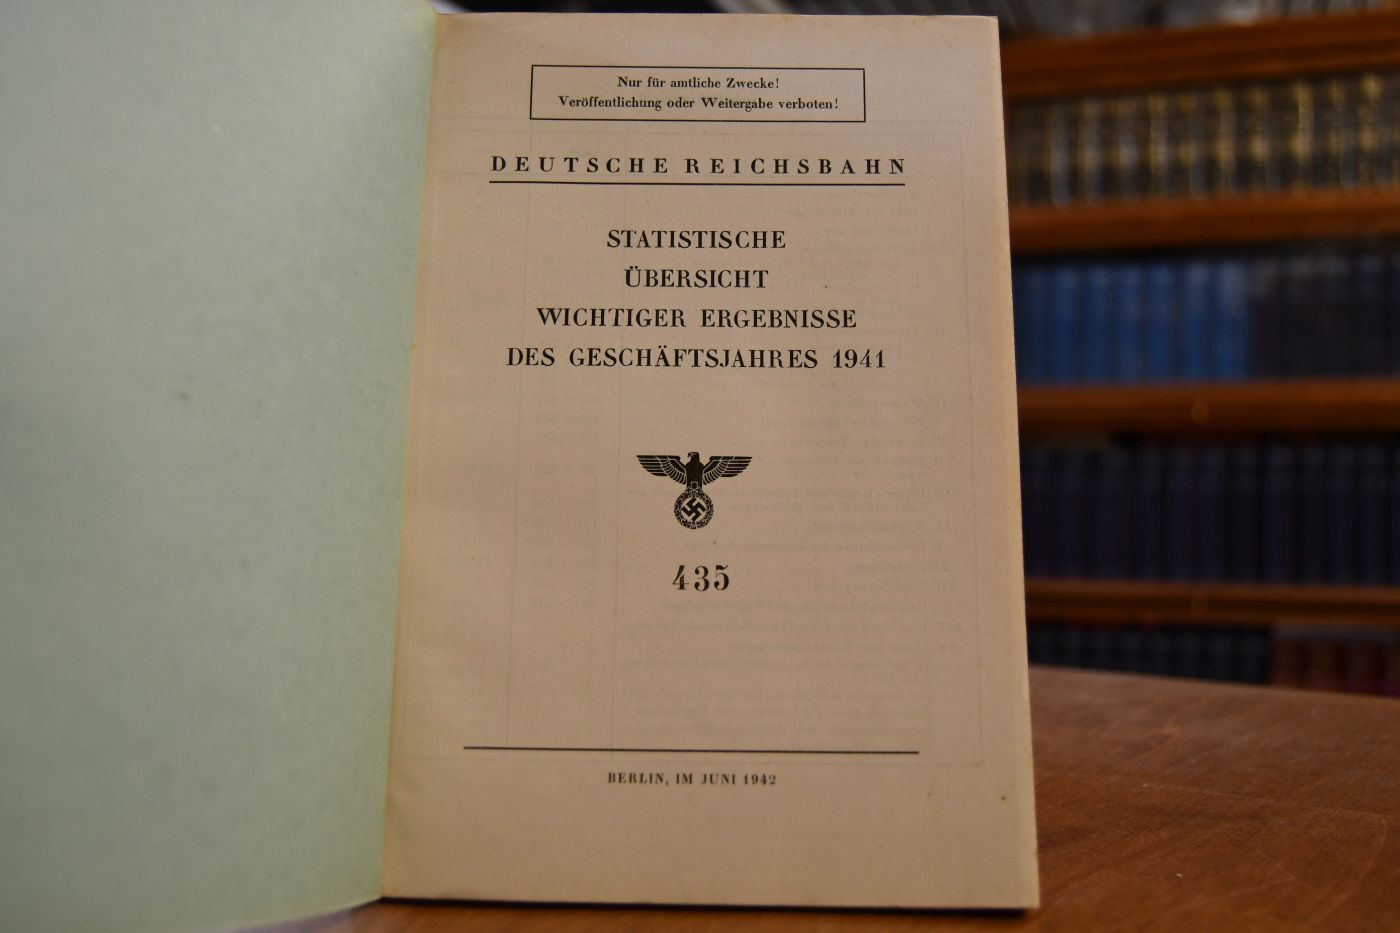 Nur für amtliche Zwecke!
Veröffentlichung oder Weitergabe verboten!
DEUTSCHE REICHSBAHN
STATISTISCHE
ÜBERSICHT
WICHTIGER ERGEBNISSE
DES GESCHÄFTSJAHRES 1941
435
BERLIN, IM JUNI 1942